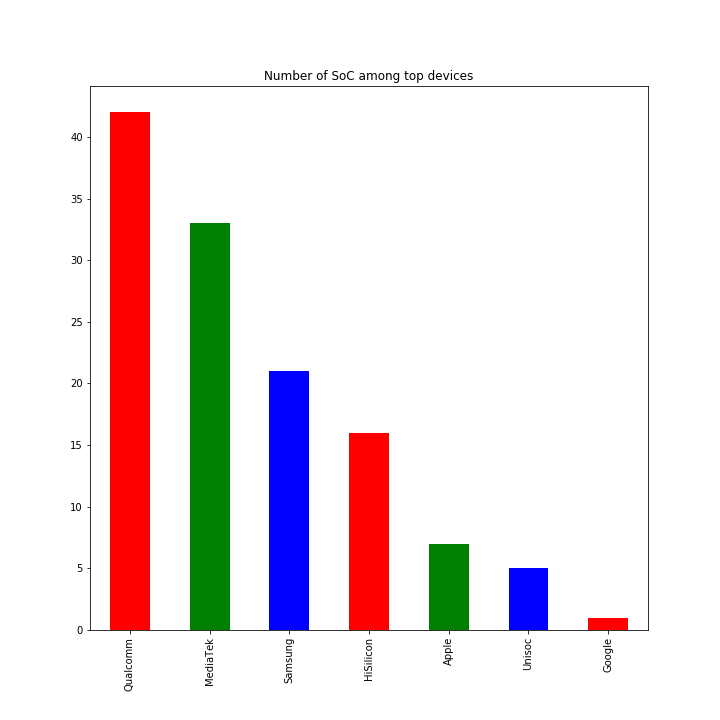 Number of SoC among top devices
40
35
30
25
20
15
10
5
0
Qualcomm
MediaTek
Samsung
HiSilicon
Apple
Unisoc
Google